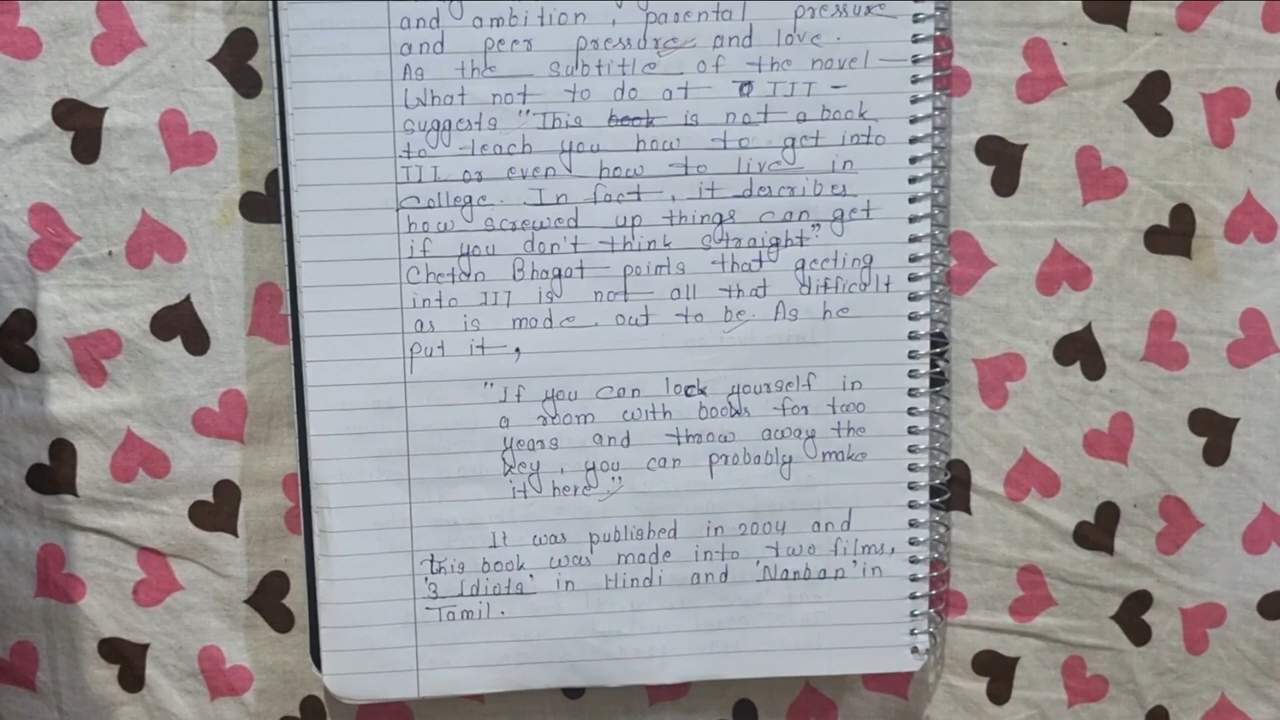 and ambition, parental pressure
and peer pressure and love.
As the subtitle of the novel —
What not to do at IIT -
suggests "This book is not a book
to teach you how to get into
IIT or even how to live in
College. In fact, it describes
how screwed up things can get
if you don't think straight"
Chetan Bhagat points that geeting
into IIT is not all that difficult
as is made out to be. As he
put it,
"If you can lock yourself in
a room with books for two
years and throw away the
key, you can probably make
it here"
It was published in 2004 and
this book was made into two films,
'3 Idiots' in Hindi and 'Nanban' in
Tamil.